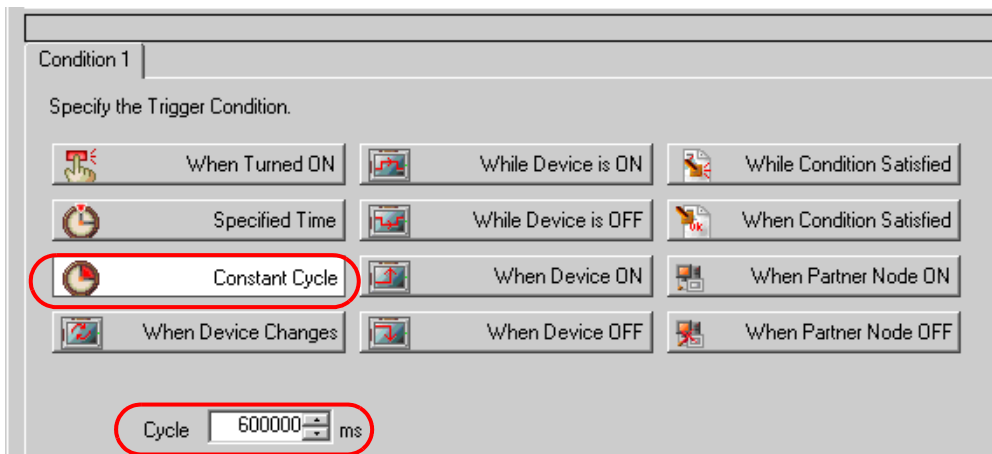 Condition 1
Specify the Trigger Condition.
When Turned ON While Device is ON While Condition Satisfied
Specified Time While Device is OFF When Condition Satisfied
OK
Constant Cycle When Device ON When Partner Node ON
When Device Changes When Device OFF When Partner Node OFF
Cycle 600000 ms